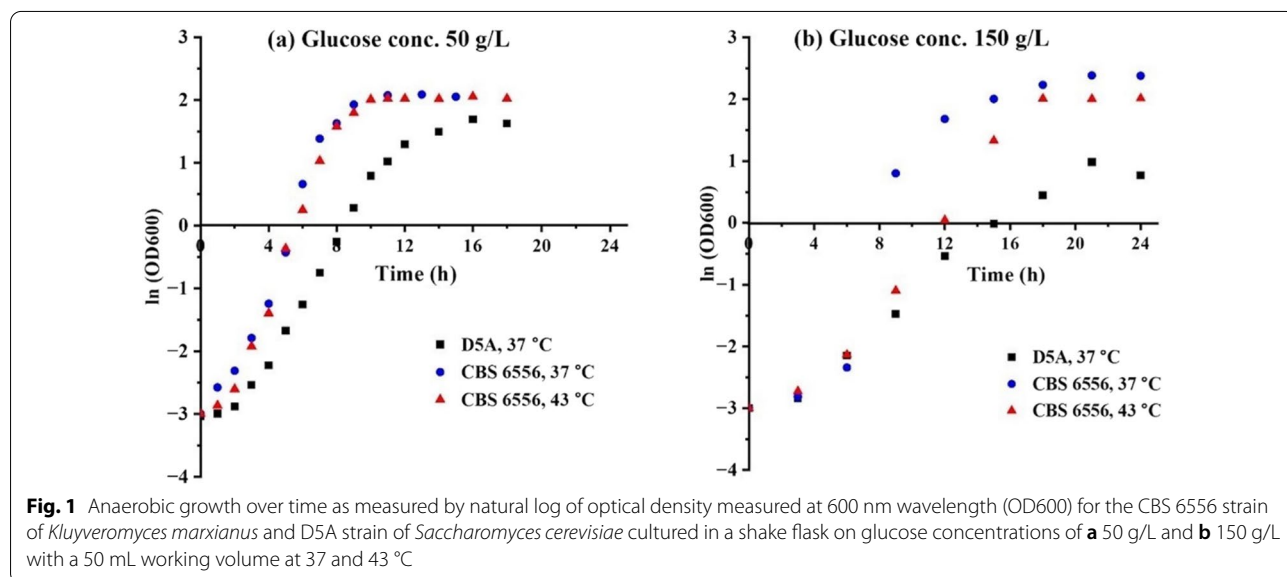 (a) Glucose conc. 50 g/L
3
2
1
0
−1
−2
−3
−4
ln (OD600)
0 4 8 12 16 20 24
Time (h)
D5A, 37 °C
CBS 6556, 37 °C
CBS 6556, 43 °C
(b) Glucose conc. 150 g/L
3
2
1
0
−1
−2
−3
−4
ln (OD600)
0 4 8 12 16 20 24
Time (h)
D5A, 37 °C
CBS 6556, 37 °C
CBS 6556, 43 °C
Fig. 1 Anaerobic growth over time as measured by natural log of optical density measured at 600 nm wavelength (OD600) for the CBS 6556 strain
of Kluyveromyces marxianus and D5A strain of Saccharomyces cerevisiae cultured in a shake flask on glucose concentrations of a 50 g/L and b 150 g/L
with a 50 mL working volume at 37 and 43 °C